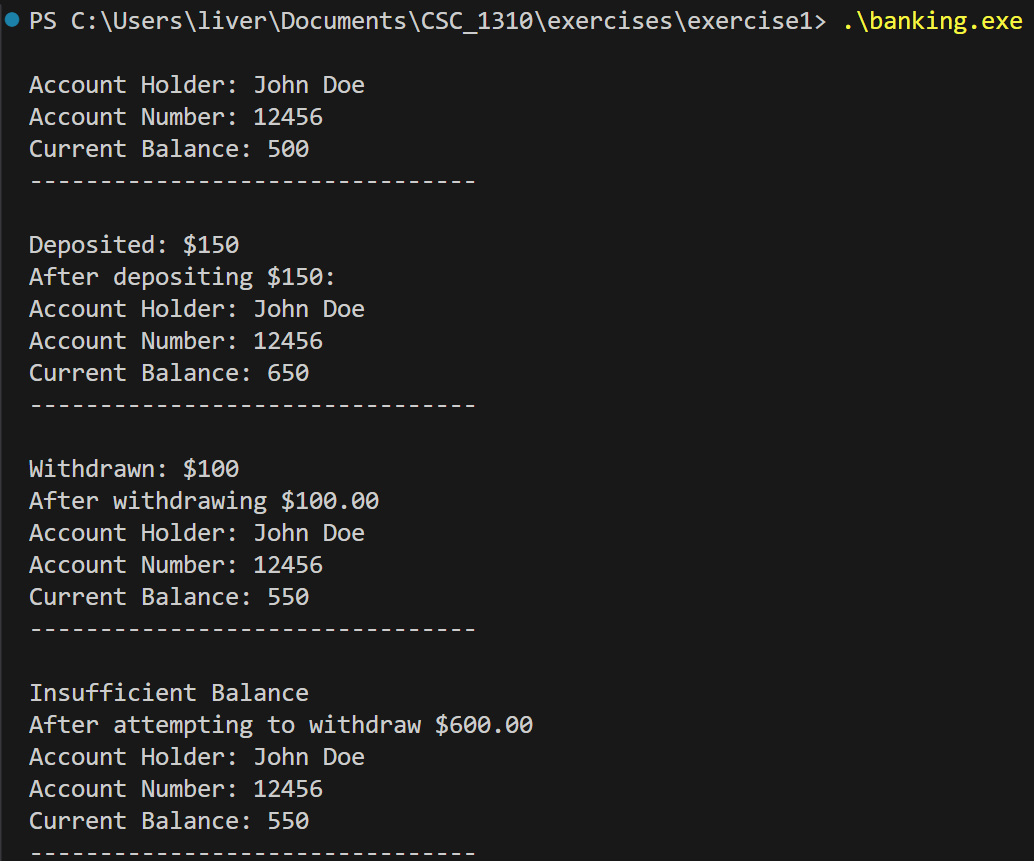 PS C:\Users\liver\Documents\CSC_1310\exercises\exercise1> .\banking.exe
Account Holder: John Doe
Account Number: 12456
Current Balance: 500
--------------------------------
Deposited: $150
After depositing $150:
Account Holder: John Doe
Account Number: 12456
Current Balance: 650
--------------------------------
Withdrawn: $100
After withdrawing $100.00
Account Holder: John Doe
Account Number: 12456
Current Balance: 550
--------------------------------
Insufficient Balance
After attempting to withdraw $600.00
Account Holder: John Doe
Account Number: 12456
Current Balance: 550
--------------------------------